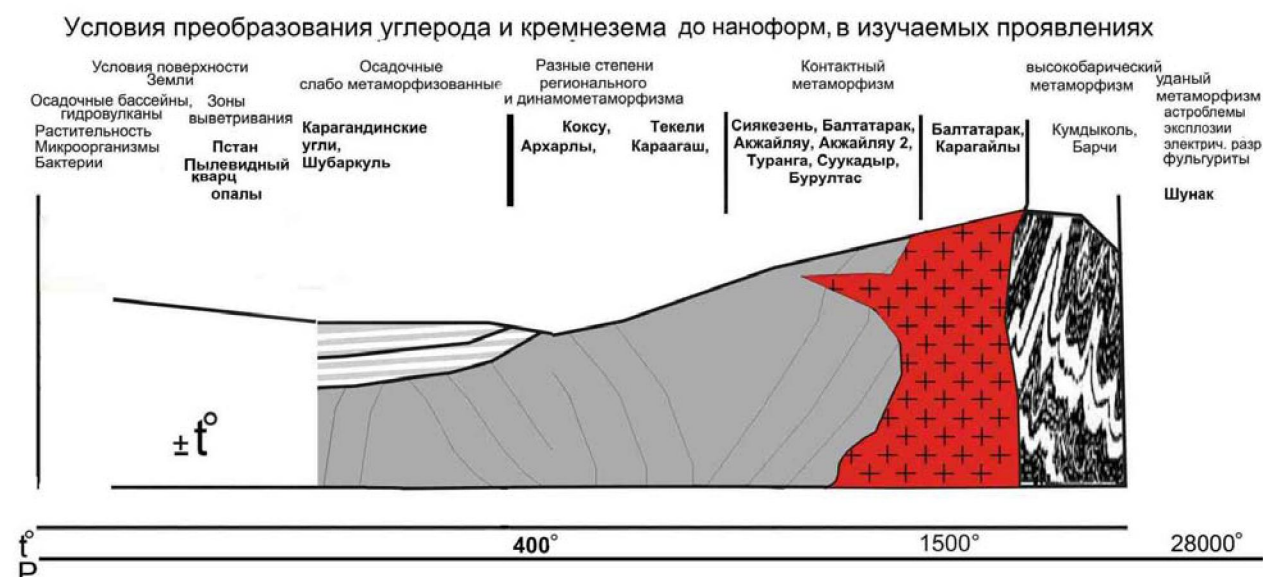 Условия преобразования углерода и кремнезема до наноформ, в изучаемых проявлениях
Условия поверхности
Земли
Осадочные бассейны,
гидровулканы
Растительность
Микроорганизмы
Бактерии
Зоны
выветривания
Пстан
Пылевидный
кварц
опалы
Осадочные
слабо метаморфизованные
Карагандинские
угли,
Шубаркуль
Разные степени
регионального
и динамометаморфизма
Коксу, Текели
Архарлы, Караагаш,
Контактный
метаморфизм
Сиякезень, Балтатарак,
Акжайляу, Акжайляу 2,
Туранга, Суукадыр,
Бурултас
Балтатарак,
Карагайлы
высокобарический
метаморфизм
Кумдыколь,
Барчи
уданый
метаморфизм
астроблемы
эксплозии
электрич. разр
фульгуриты
Шунак
± t°
t° 400° 1500° 28000°
P